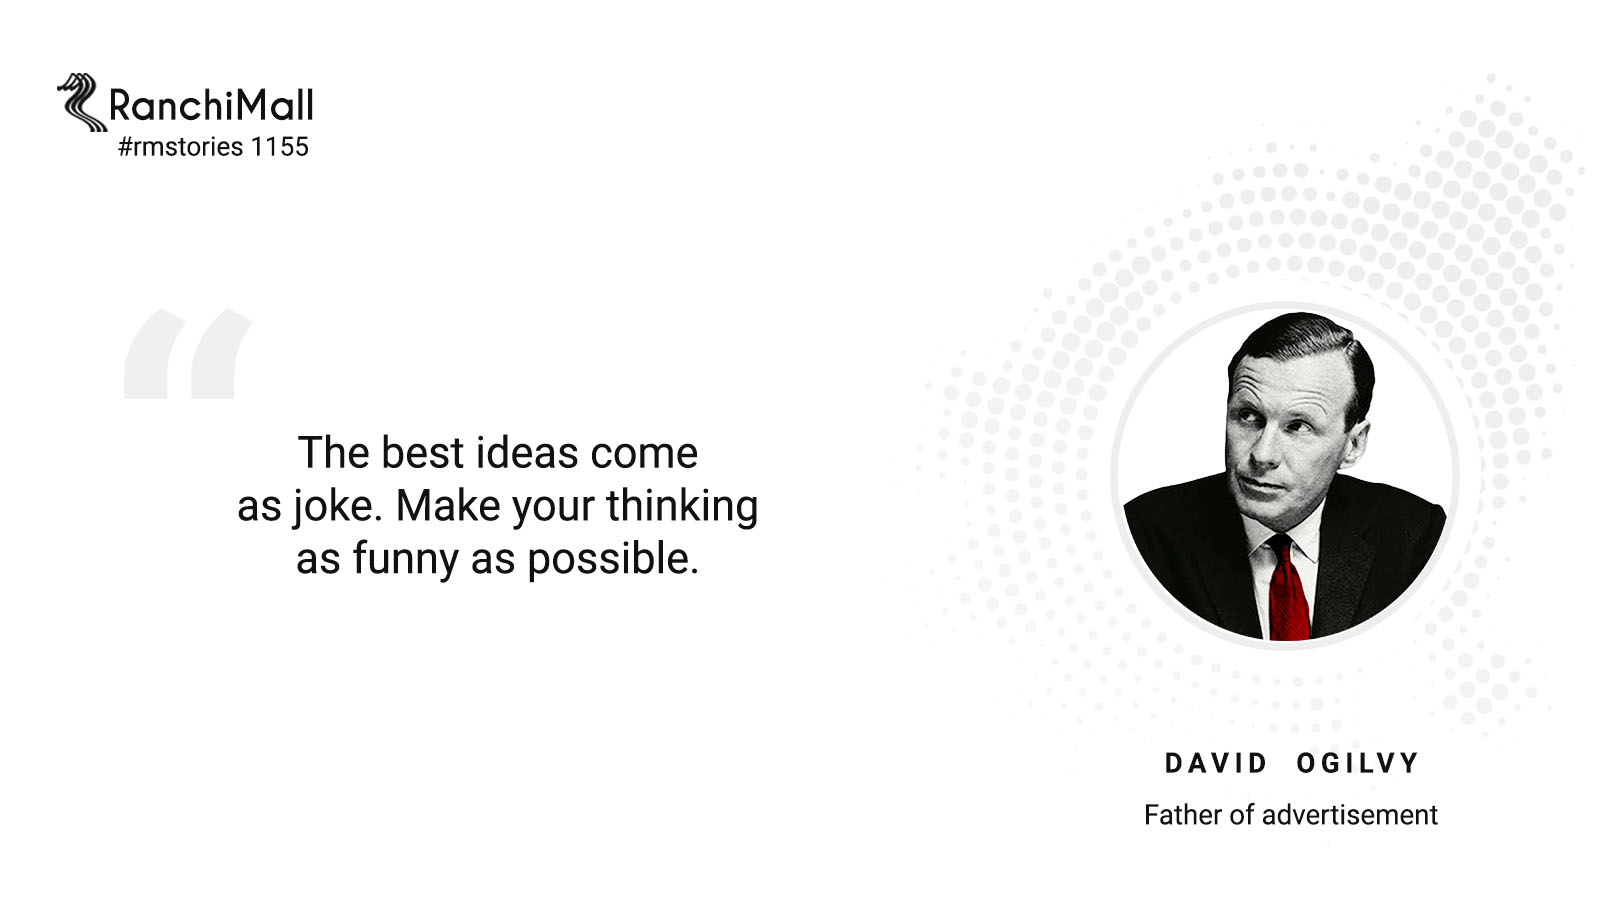 RanchiMall
#rmstories 1155
“
The best ideas come
as joke. Make your thinking
as funny as possible.
DAVID OGILVY
Father of advertisement